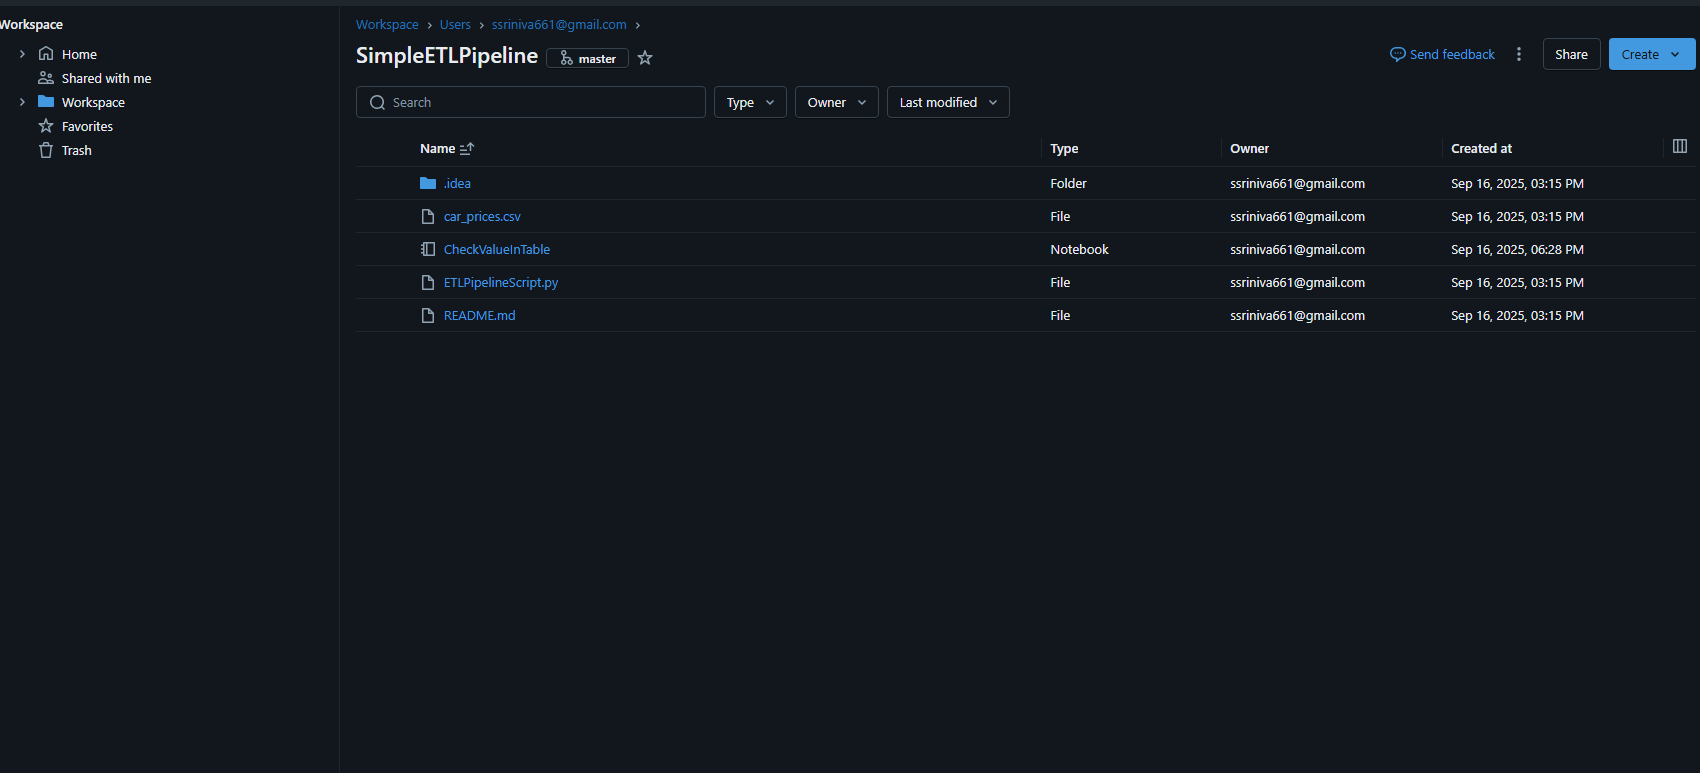 Workspace
Home
Shared with me
Workspace
Favorites
Trash
Workspace › Users › ssriniva661@gmail.com ›
SimpleETLPipeline master
Send feedback Share Create
Search Type Owner Last modified
Name Type Owner Created at
.idea Folder ssriniva661@gmail.com Sep 16, 2025, 03:15 PM
car_prices.csv File ssriniva661@gmail.com Sep 16, 2025, 03:15 PM
CheckValueInTable Notebook ssriniva661@gmail.com Sep 16, 2025, 06:28 PM
ETLPipelineScript.py File ssriniva661@gmail.com Sep 16, 2025, 03:15 PM
README.md File ssriniva661@gmail.com Sep 16, 2025, 03:15 PM